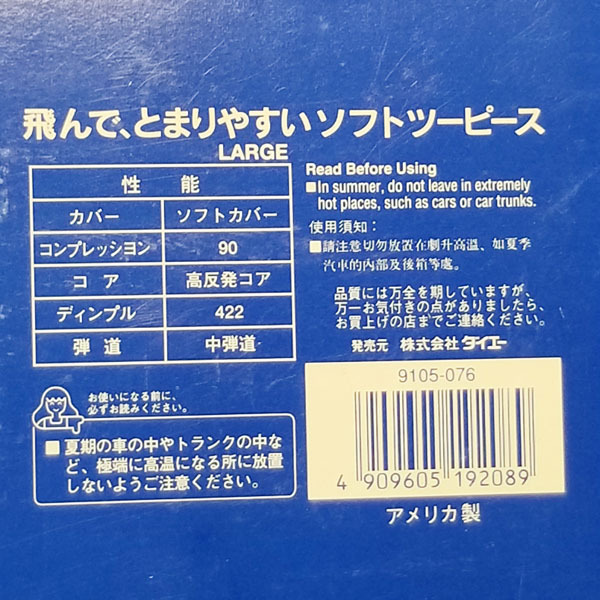 飛んで、とまりやすいソフトツーピース
LARGE
性 能
カバー ソフトカバー
コンプレッション 90
コア 高反発コア
ディンプル 422
弾道 中弾道
お使いになる前に、
必ずお読みください。
■夏期の車の中やトランクの中な
ど、極端に高温になる所に放置
しないようご注意ください。
Read Before Using
■In summer, do not leave in extremely
hot places, such as cars or car trunks.
使用須知：
■請注意切勿放置在劇升高温、如夏季
汽車的内部及後箱等處。
品質には万全を期していますが、
万一お気付きの点がありましたら、
お買上げの店までご連絡ください。
発売元 株式会社ダイエー
9105-076
4 909605 192089
アメリカ製